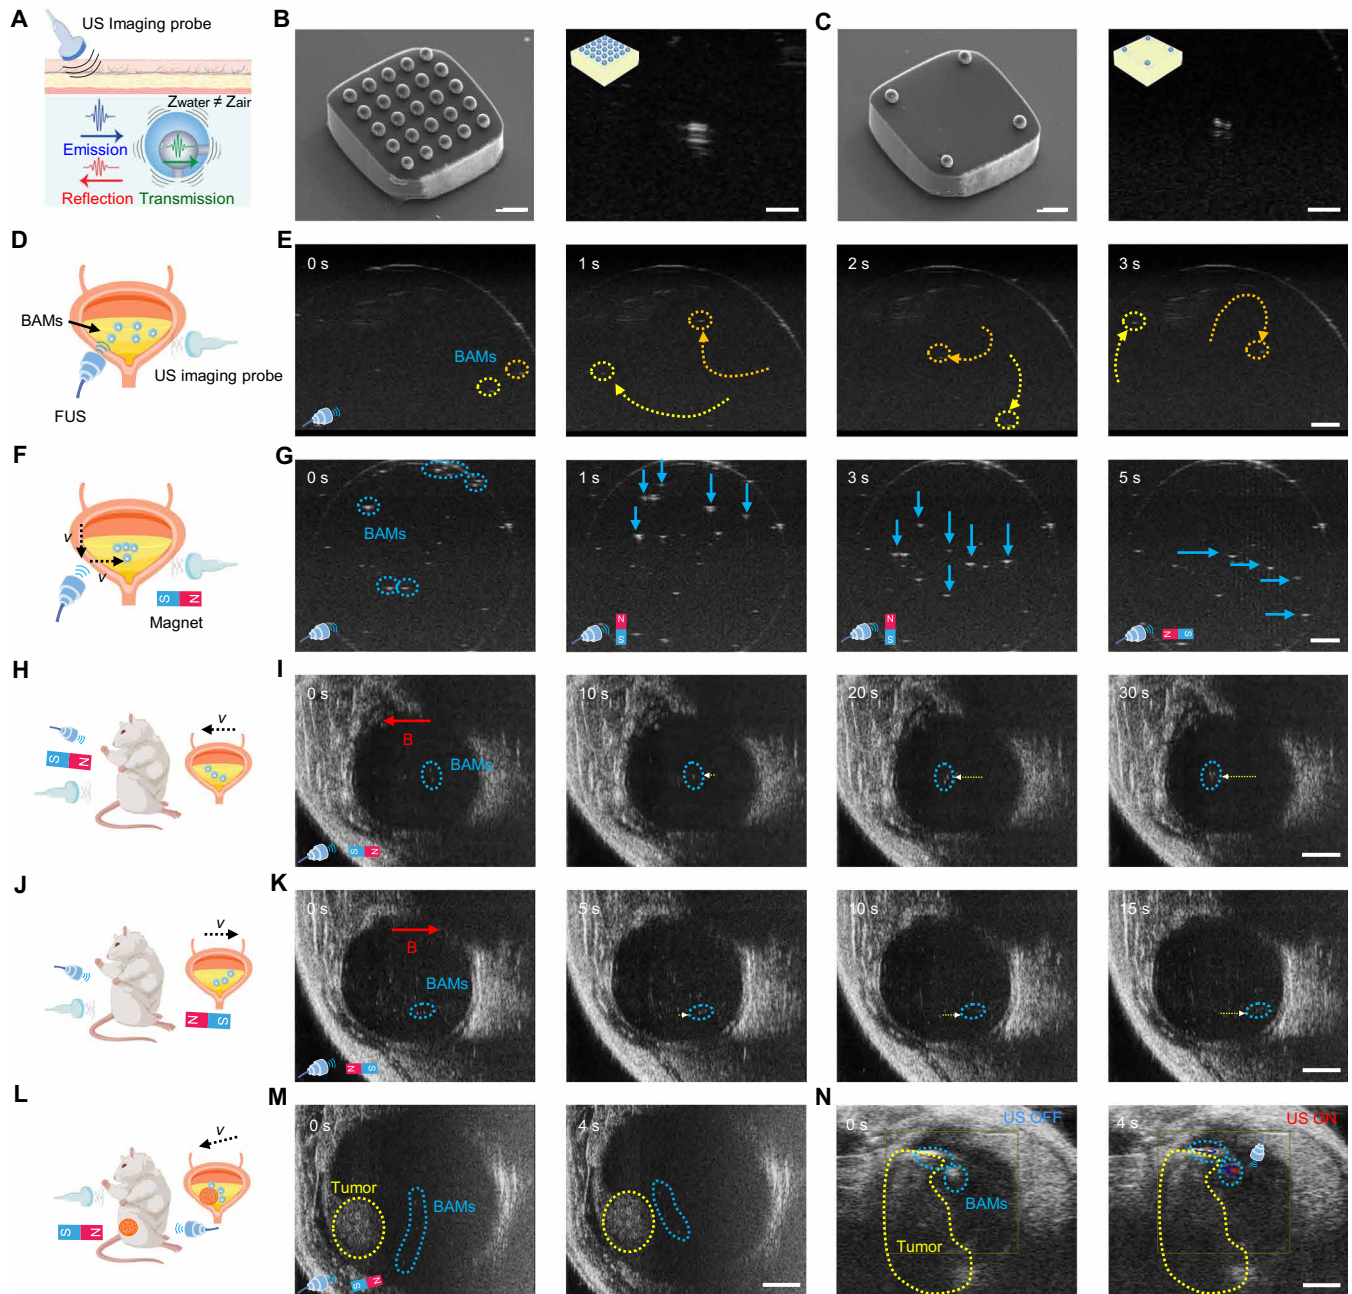 A
US Imaging probe
Zwater ≠ Zair
Emission
Reflection
Transmission
B
C
D
BAMs
US imaging probe
FUS
E
0 s
BAMs
1 s
2 s
3 s
F
v
v
S N
Magnet
G
0 s
BAMs
1 s
N
S
3 s
N
S
5 s
N S
H
v
S N
I
0 s
B
BAMs
S N
10 s
20 s
30 s
J
v
N S
K
0 s
B
BAMs
N S
5 s
10 s
15 s
L
v
S N
M
0 s
Tumor
BAMs
S N
4 s
N
0 s
US OFF
BAMs
Tumor
4 s
US ON